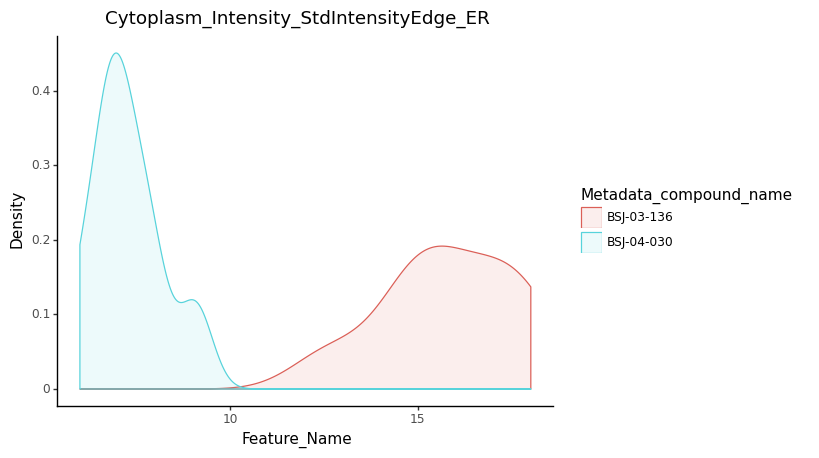 Cytoplasm_Intensity_StdIntensityEdge_ER
0.4
0.3
0.2
0.1
0
Density
10
15
Feature_Name
Metadata_compound_name
BSJ-03-136
BSJ-04-030